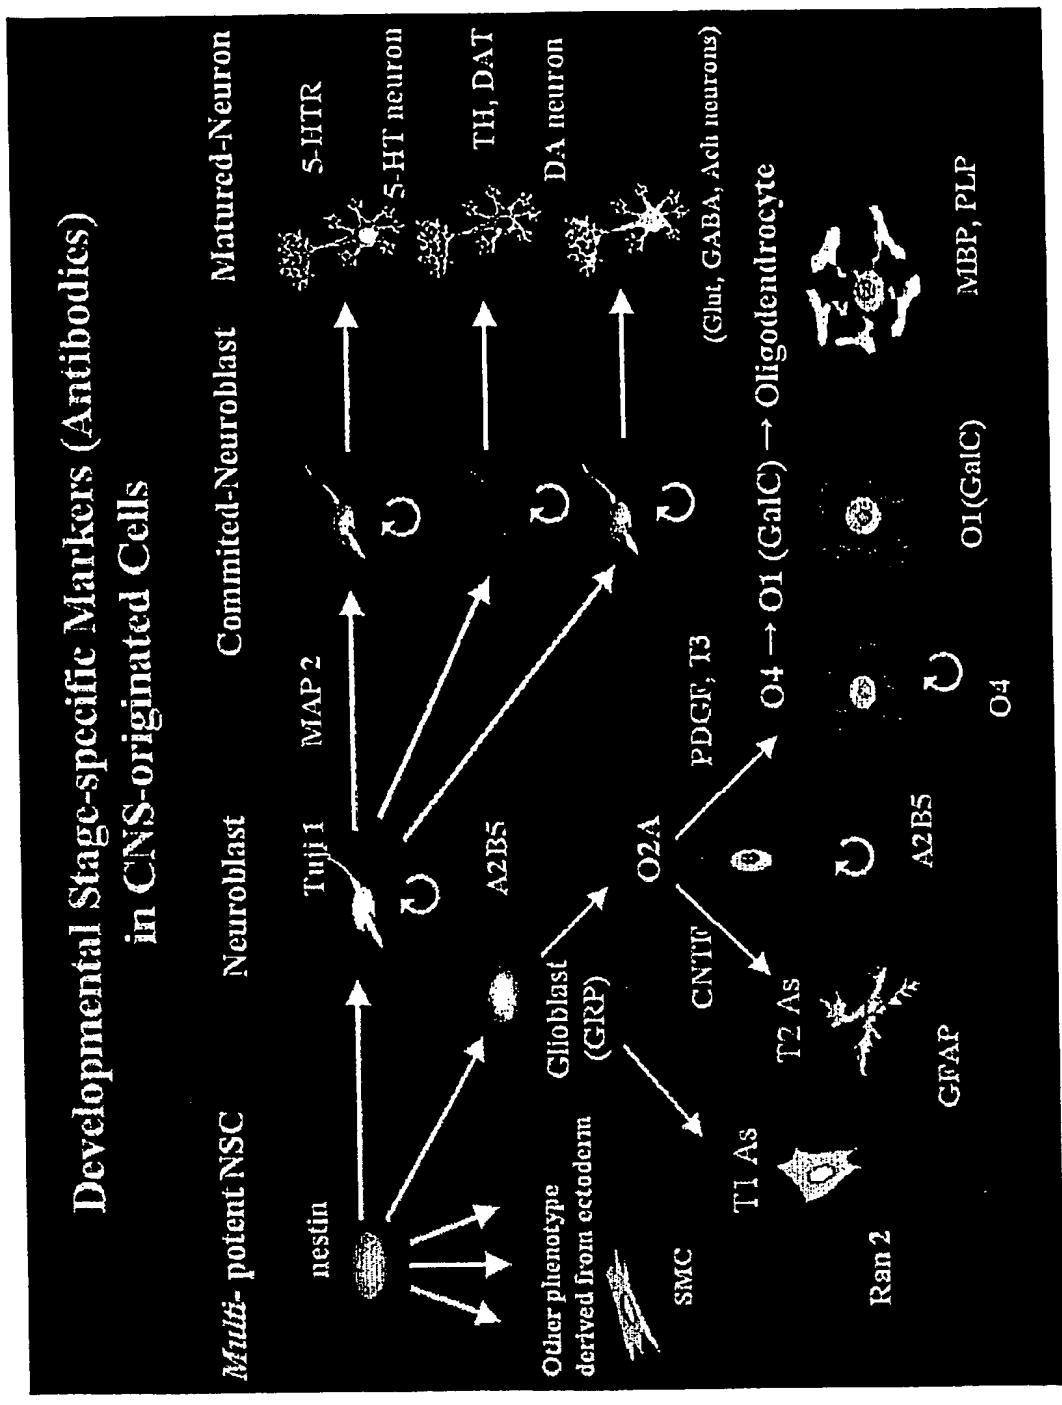 Developmental Stage-specific Markers (Antibodies)
in CNS-originated Cells
Multi- potent NSC
Neuroblast
Commited-Neuroblast
Matured-Neuron
nestin
Tuji 1
MAP2
5-HTR
5-HT neuron
TH, DAT
DA neuron
A2B5
Glioblast
(GRP)
(Glut, GABA, Ach neurons)
Other phenotype
derived from ectoderm
SMC
O2A
CNTF
PDGF, T3
T1 As
T2 As
O4 → O1 (GalC) → Oligodendrocyte
Ran 2
GFAP
A2B5
O4
O1(GalC)
MBP, PLP